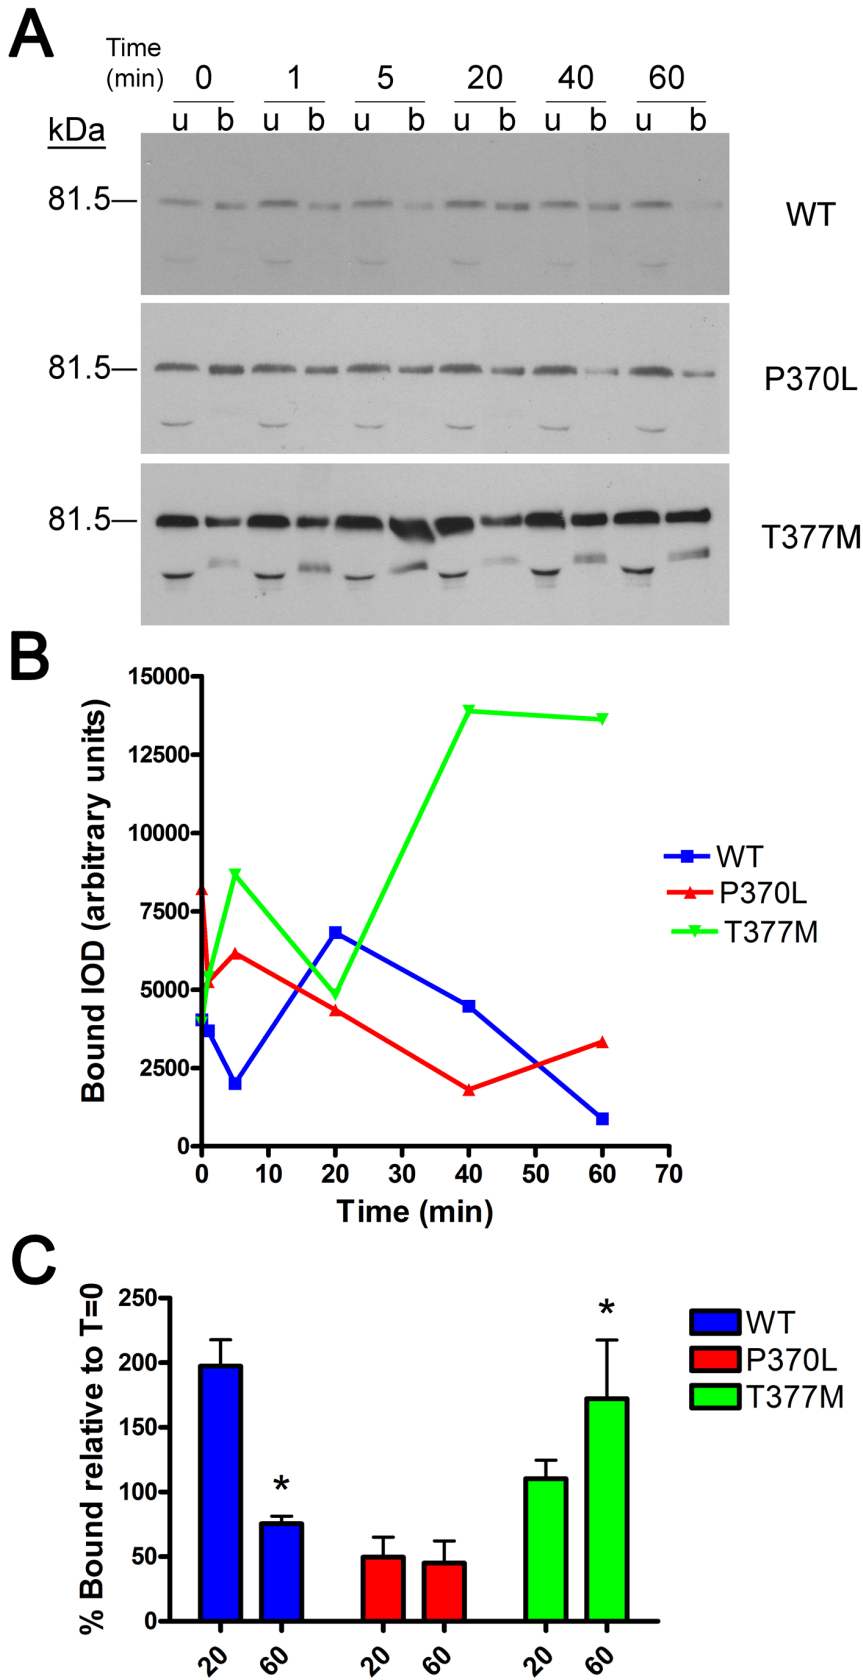 A
Time
(min)
0 1 5 20 40 60
u b u b u b u b u b u b
kDa
81.5
WT
81.5
P370L
81.5
T377M
B
15000
12500
10000
7500
5000
2500
0
Bound IOD (arbitrary units)
0 10 20 30 40 50 60 70
Time (min)
WT
P370L
T377M
C
250
200
150
100
50
0
% Bound relative to T=0
*
*
20 60 20 60 20 60
WT
P370L
T377M